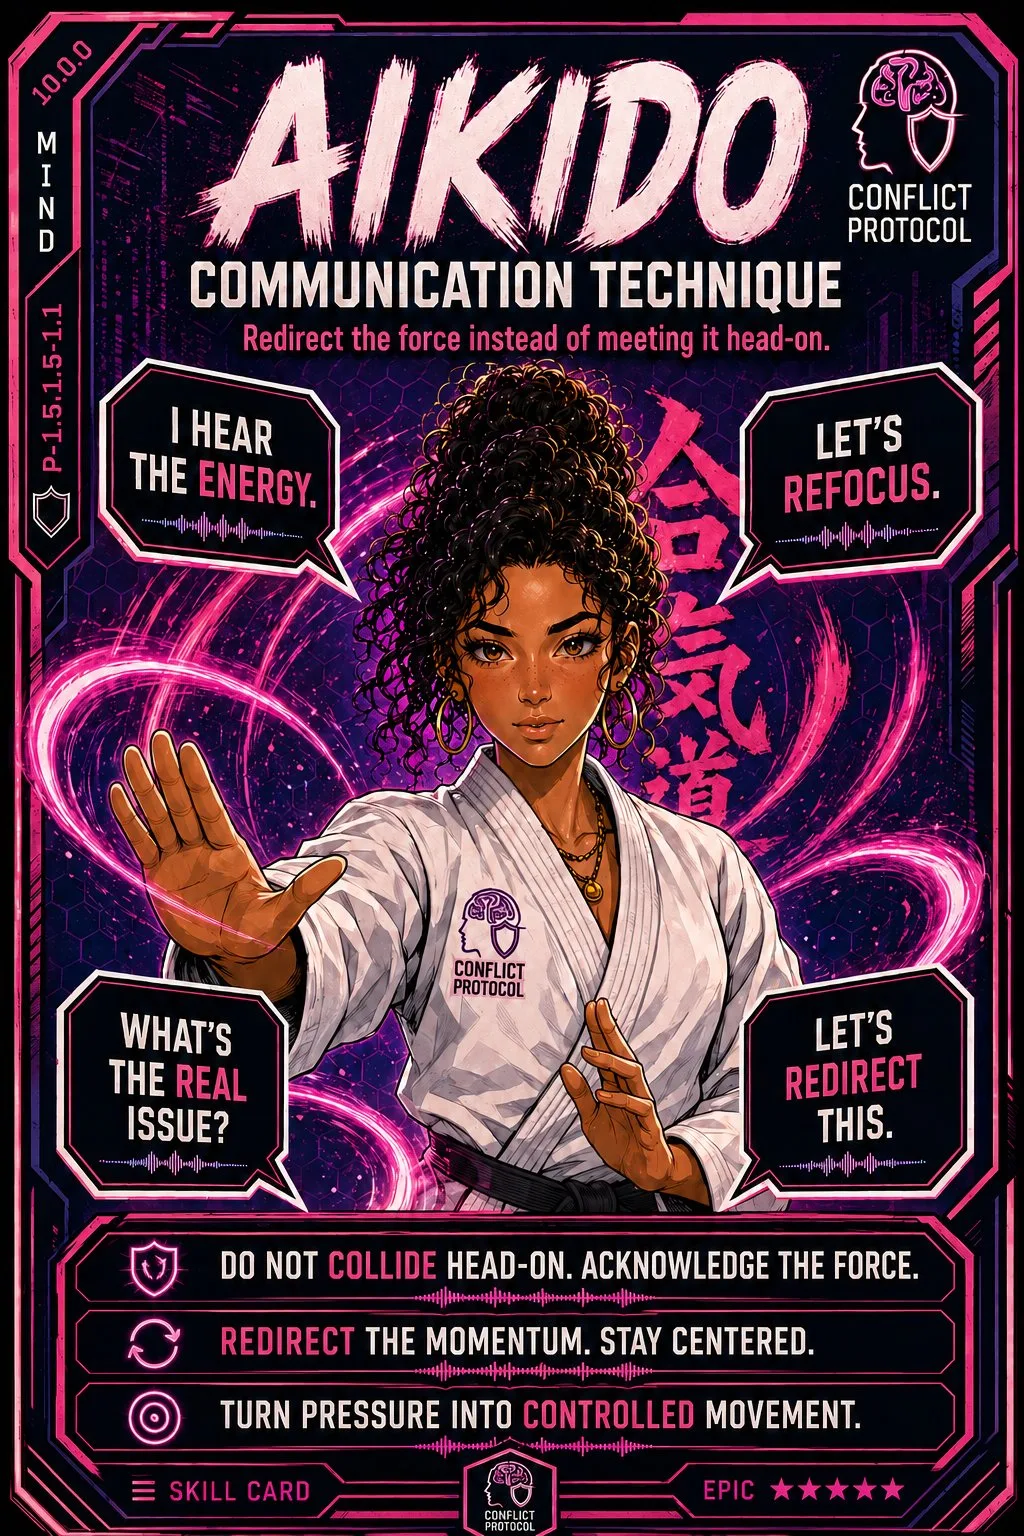 10.0.0
MIND
P-1.5.1.5-1.1
AIKIDO
CONFLICT
PROTOCOL
COMMUNICATION TECHNIQUE
Redirect the force instead of meeting it head-on.
I HEAR
THE ENERGY.
LET'S
REFOCUS.
合気道
CONFLICT
PROTOCOL
WHAT'S
THE REAL
ISSUE?
LET'S
REDIRECT
THIS.
DO NOT COLLIDE HEAD-ON. ACKNOWLEDGE THE FORCE.
REDIRECT THE MOMENTUM. STAY CENTERED.
TURN PRESSURE INTO CONTROLLED MOVEMENT.
SKILL CARD
CONFLICT
PROTOCOL
EPIC ★★★★★